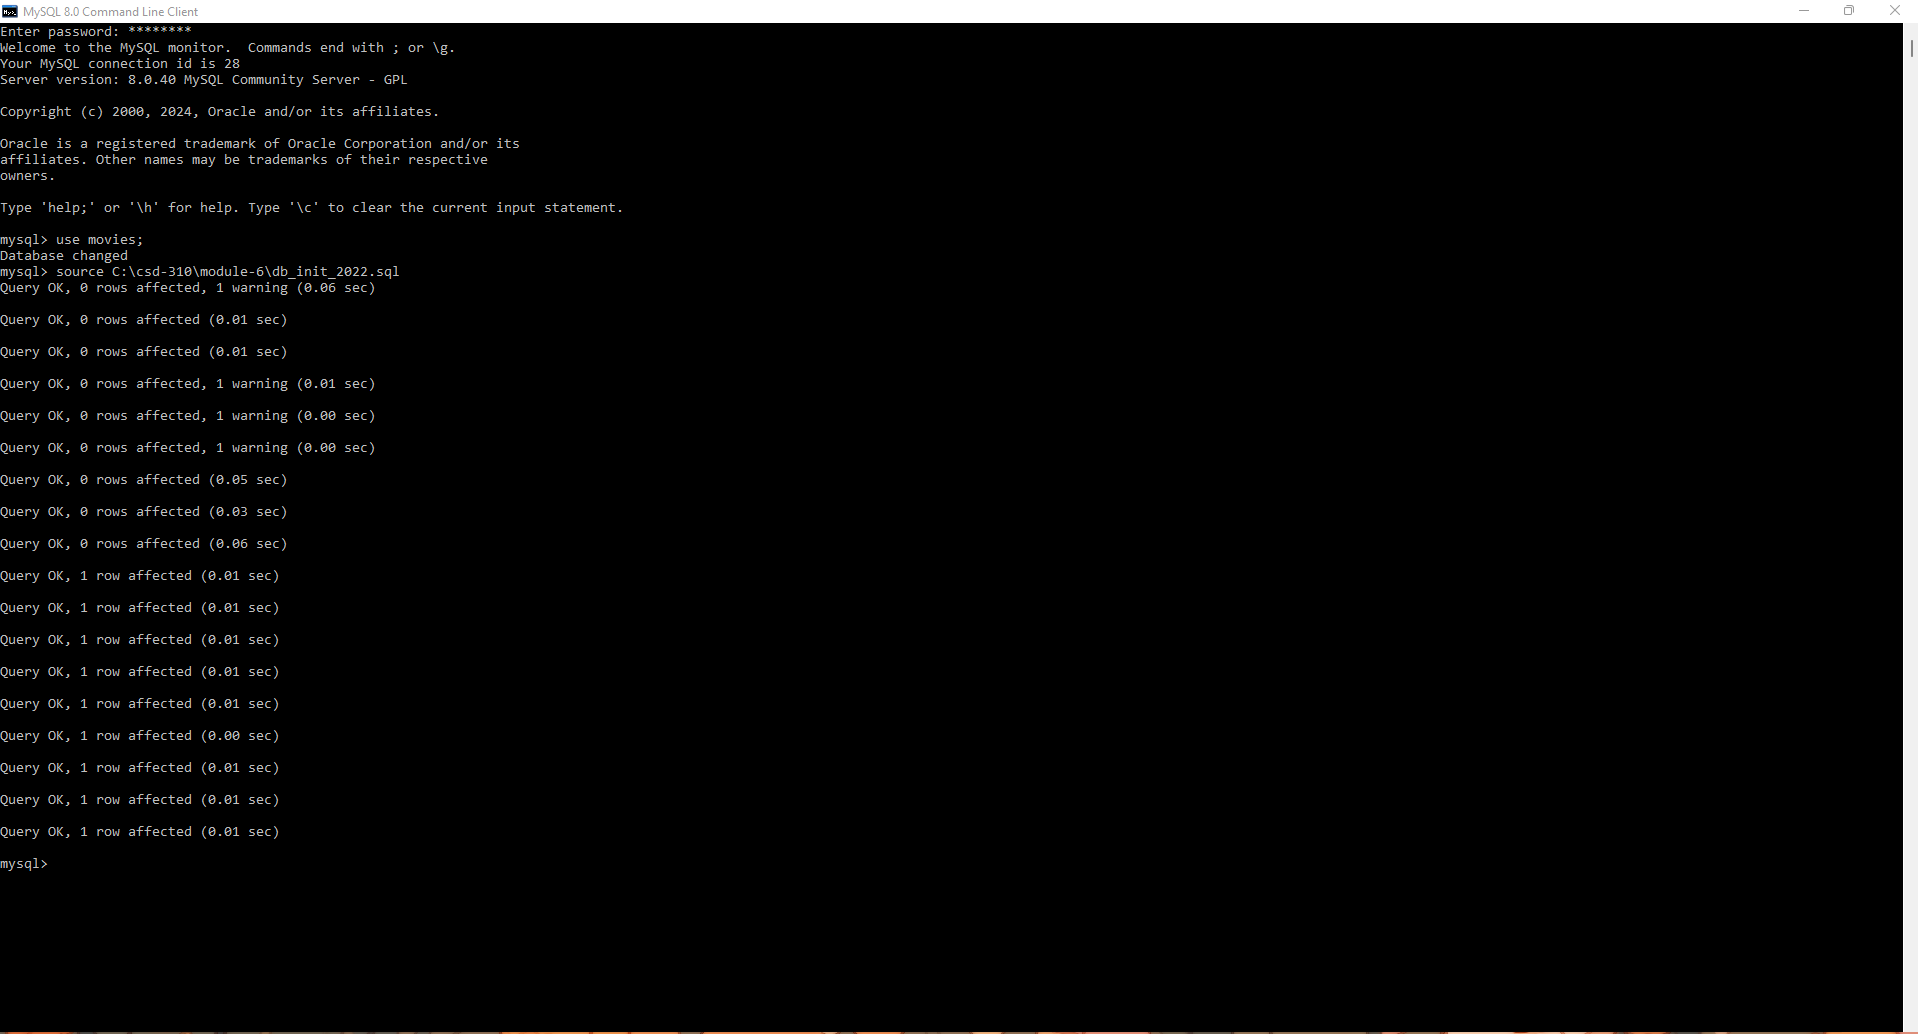 MySQL 8.0 Command Line Client
Enter password: ********
Welcome to the MySQL monitor.  Commands end with ; or \g.
Your MySQL connection id is 28
Server version: 8.0.40 MySQL Community Server - GPL
Copyright (c) 2000, 2024, Oracle and/or its affiliates.
Oracle is a registered trademark of Oracle Corporation and/or its
affiliates. Other names may be trademarks of their respective
owners.
Type 'help;' or '\h' for help. Type '\c' to clear the current input statement.
mysql> use movies;
Database changed
mysql> source C:\csd-310\module-6\db_init_2022.sql
Query OK, 0 rows affected, 1 warning (0.06 sec)
Query OK, 0 rows affected (0.01 sec)
Query OK, 0 rows affected (0.01 sec)
Query OK, 0 rows affected, 1 warning (0.01 sec)
Query OK, 0 rows affected, 1 warning (0.00 sec)
Query OK, 0 rows affected, 1 warning (0.00 sec)
Query OK, 0 rows affected (0.05 sec)
Query OK, 0 rows affected (0.03 sec)
Query OK, 0 rows affected (0.06 sec)
Query OK, 1 row affected (0.01 sec)
Query OK, 1 row affected (0.01 sec)
Query OK, 1 row affected (0.01 sec)
Query OK, 1 row affected (0.01 sec)
Query OK, 1 row affected (0.01 sec)
Query OK, 1 row affected (0.00 sec)
Query OK, 1 row affected (0.01 sec)
Query OK, 1 row affected (0.01 sec)
Query OK, 1 row affected (0.01 sec)
mysql>